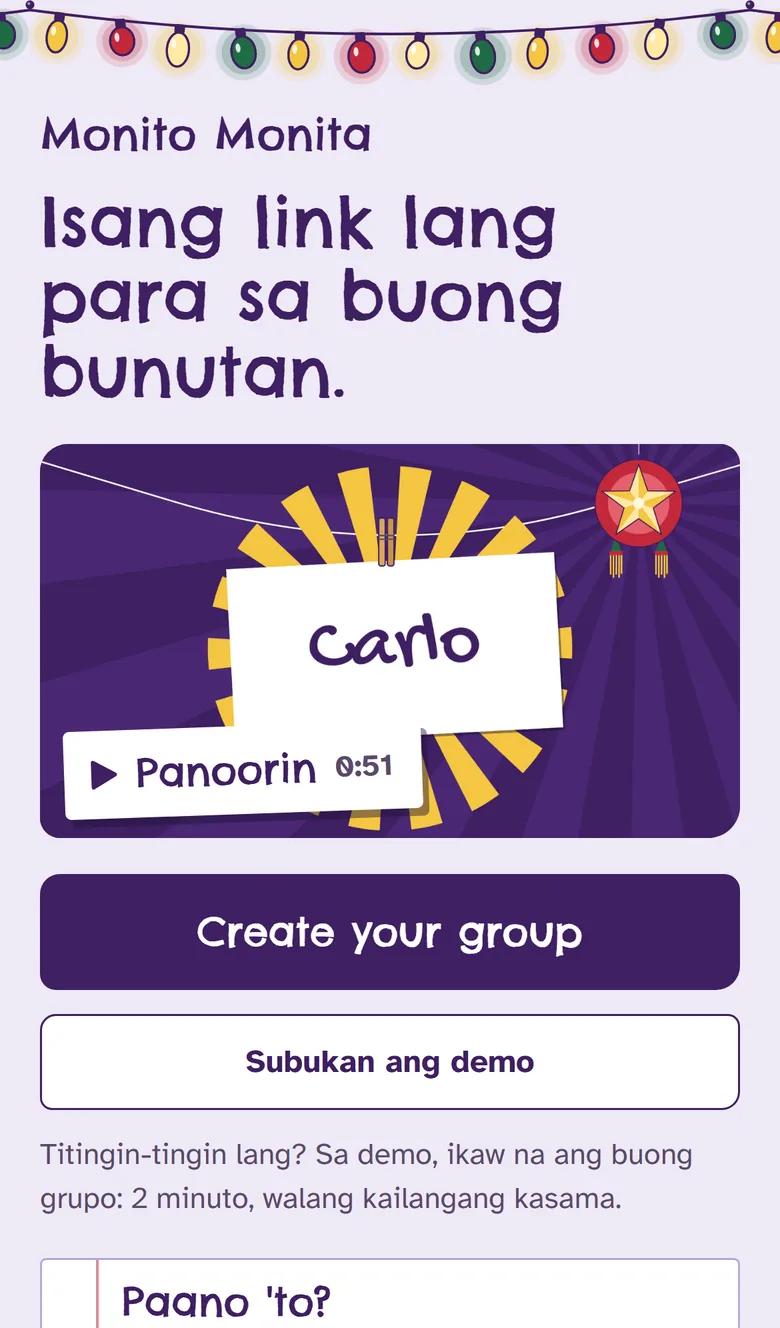 Monito Monita
Isang link lang
para sa buong
bunutan.
Carlo
Panoorin 0:51
Create your group
Subukan ang demo
Titingin-tingin lang? Sa demo, ikaw na ang buong
grupo: 2 minuto, walang kailangang kasama.
Paano 'to?